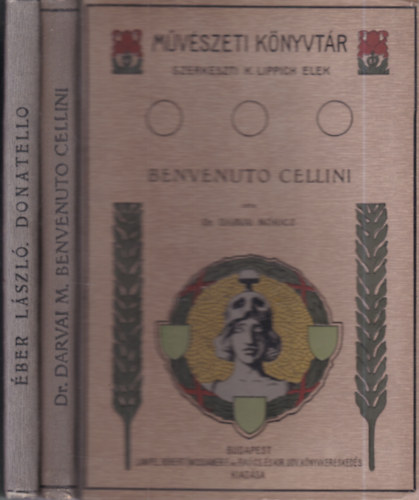 ÉBER LÁSZLÓ, DONATELLO
Dr. DARVAI M. BENVENUTO CELLINI
MŰVÉSZETI KÖNYVTÁR
SZERKESZTI K. LIPPICH ELEK
BENVENUTO CELLINI
Dr. DARVAI MÓRICZ
BUDAPEST
KIADÁSA